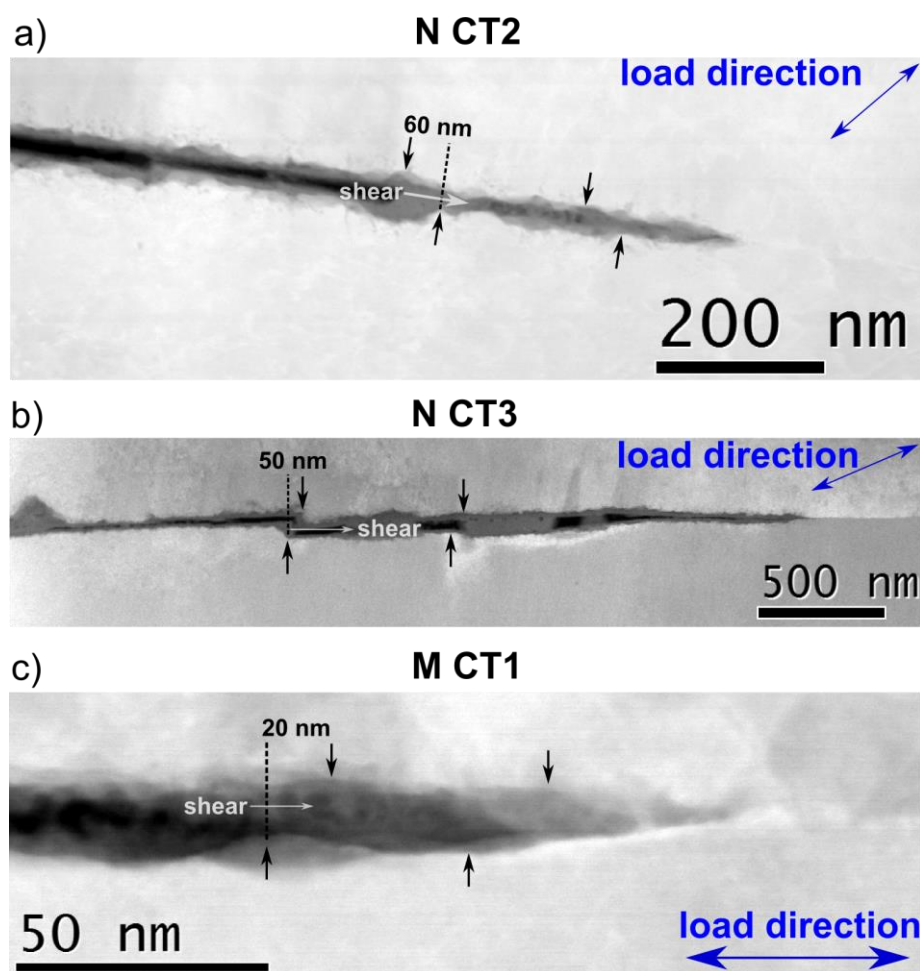 a)
N CT2
load direction
60 nm
shear
200 nm
b)
N CT3
load direction
50 nm
shear
500 nm
c)
M CT1
20 nm
shear
50 nm
load direction